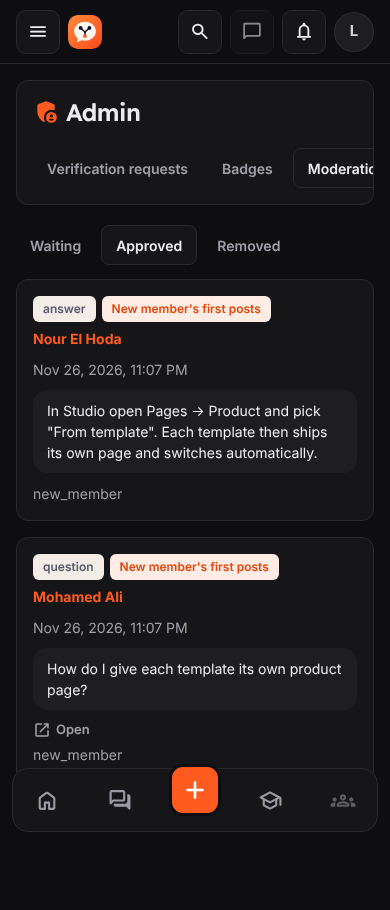 L
Admin
Verification requests
Badges
Moderatic
Waiting
Approved
Removed
answer
New member's first posts
Nour El Hoda
Nov 26, 2026, 11:07 PM
In Studio open Pages → Product and pick
"From template". Each template then ships
its own page and switches automatically.
new_member
question
New member's first posts
Mohamed Ali
Nov 26, 2026, 11:07 PM
How do I give each template its own product
page?
Open
new_member